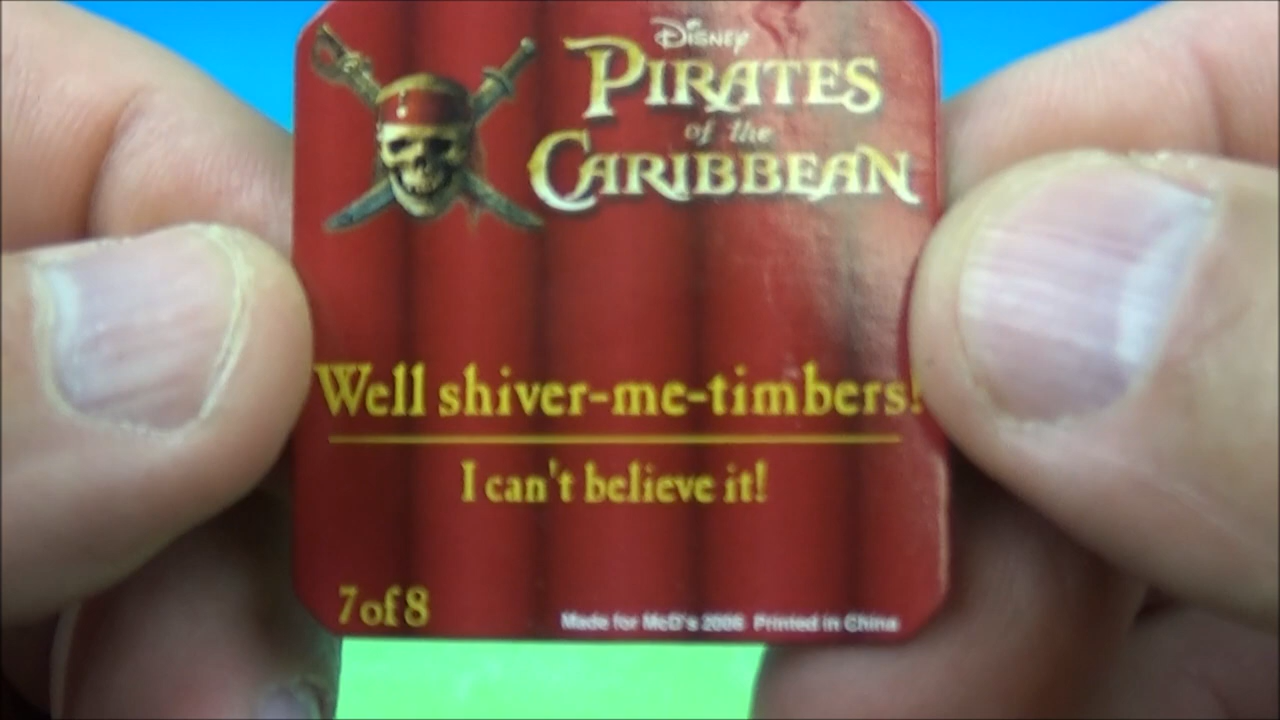 Disney
PIRATES
of the
CARIBBEAN
Well shiver-me-timbers!
I can't believe it!
7 of 8
Made for McD's 2006 Printed in China